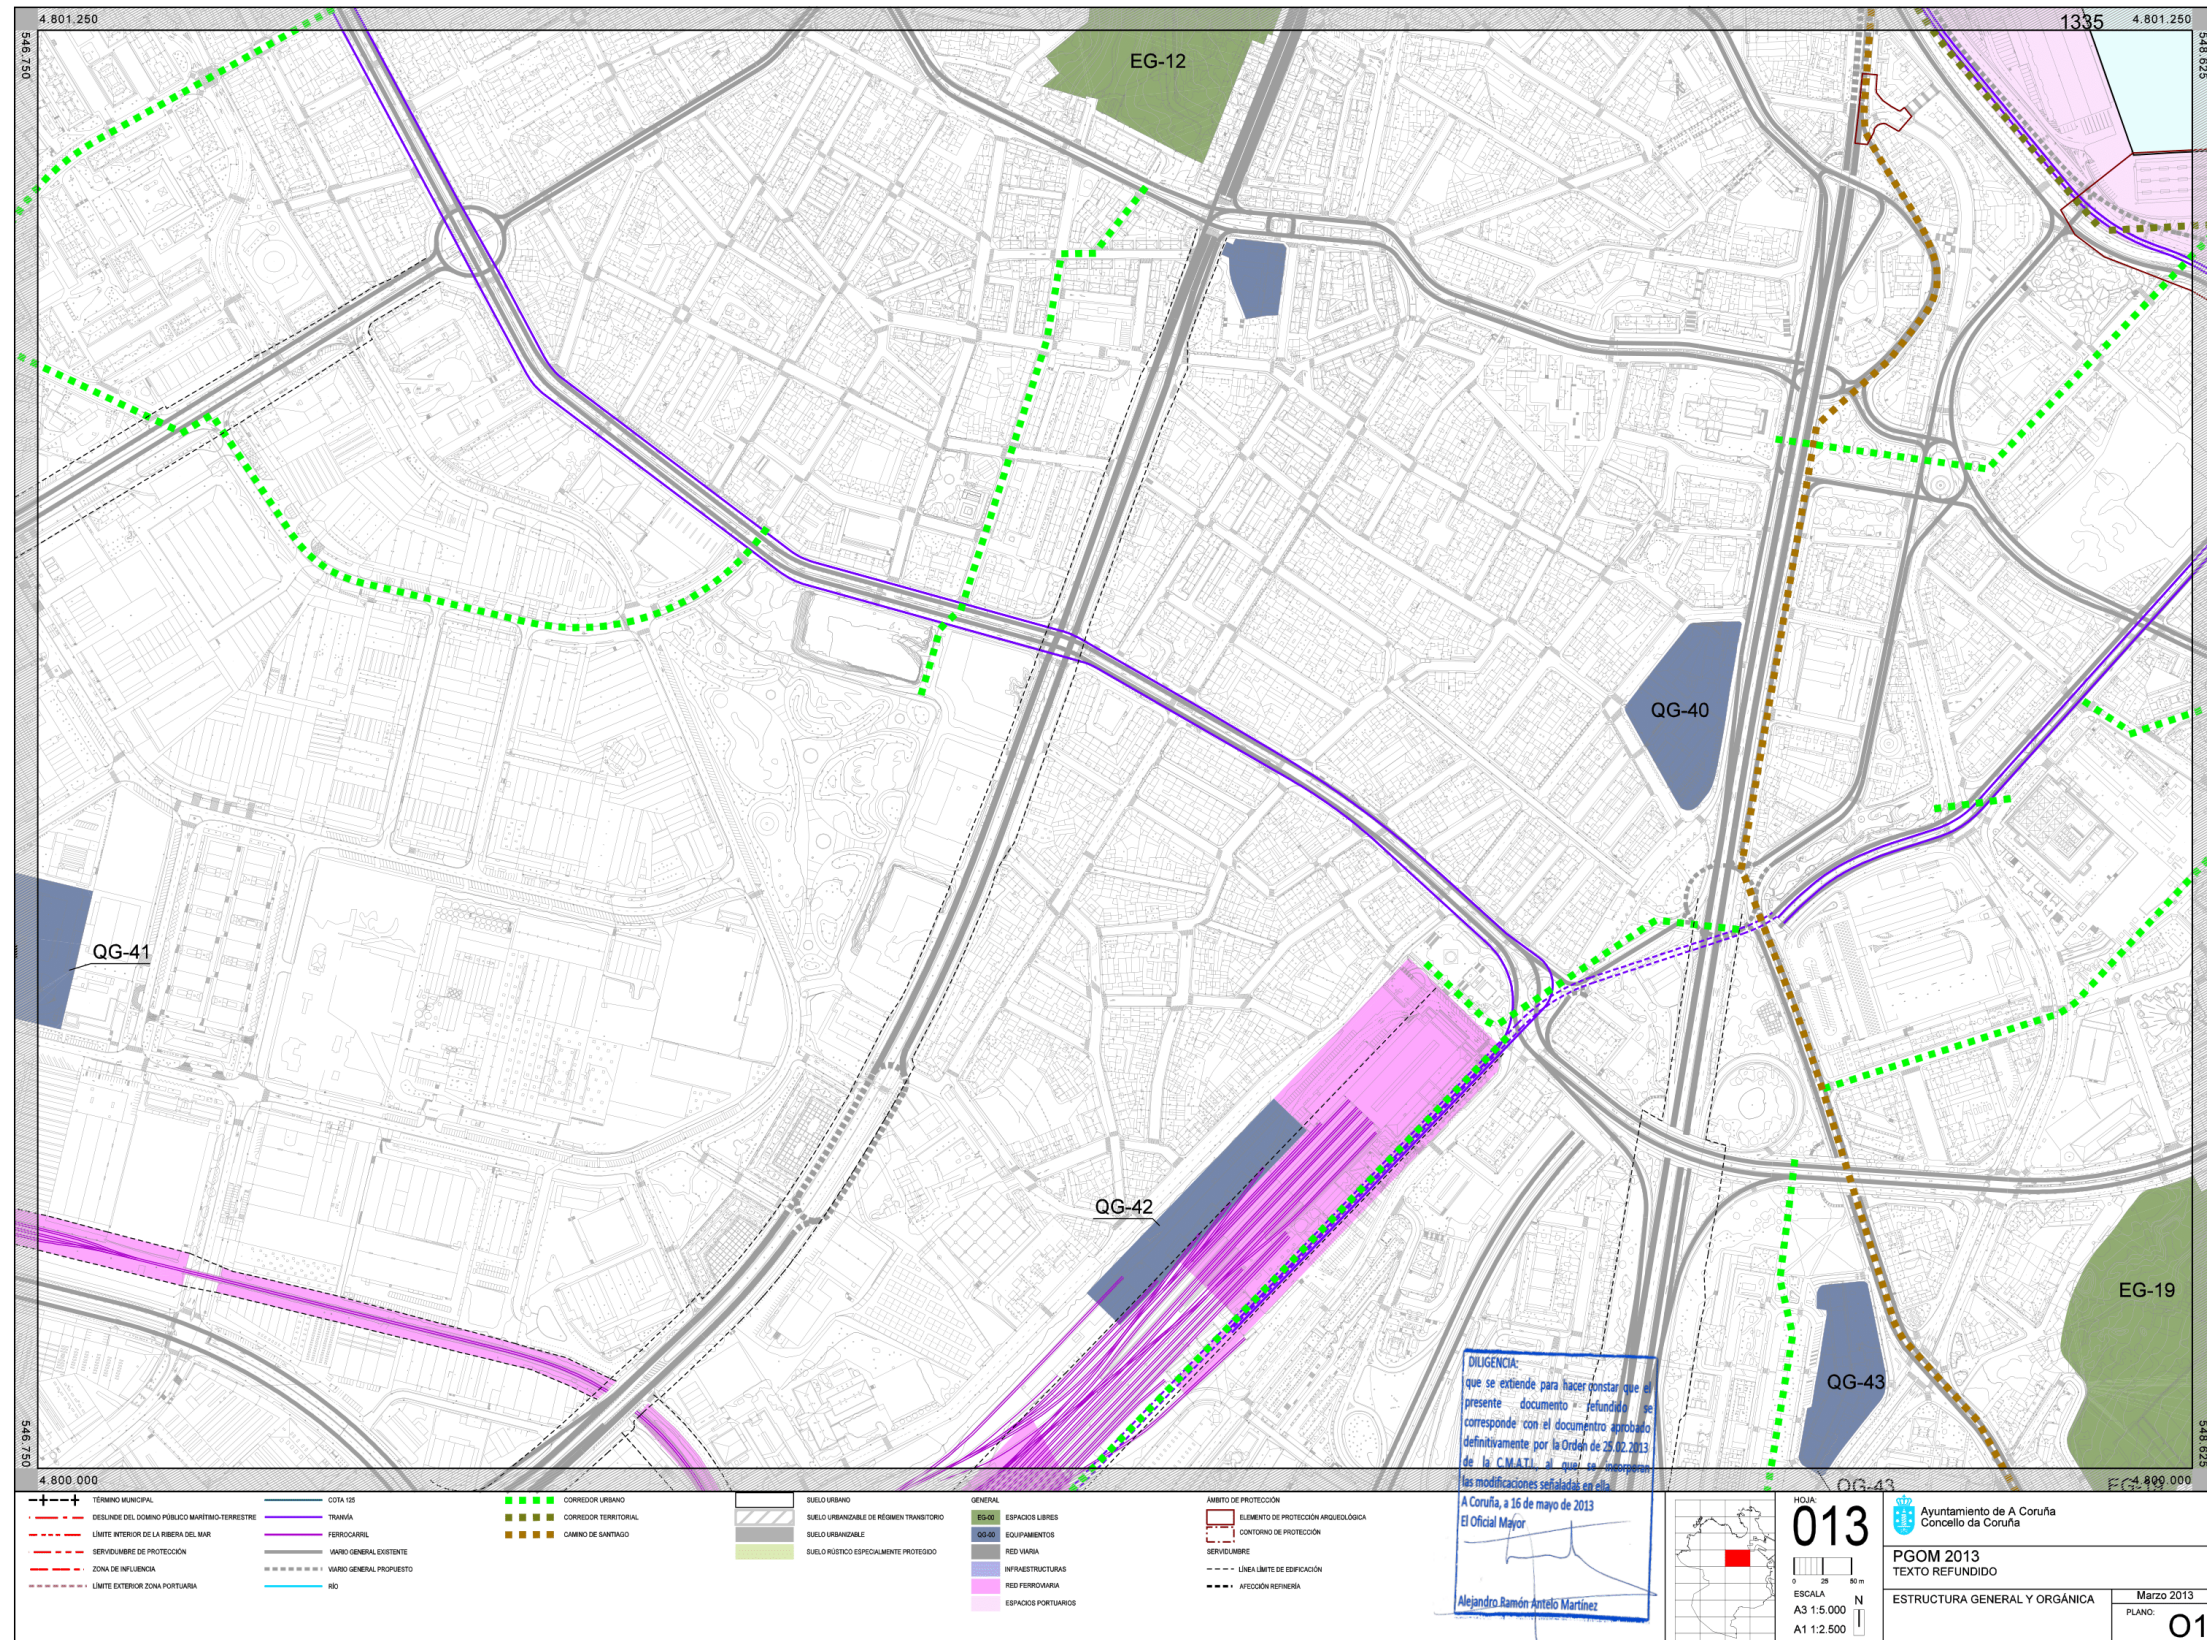 4.801.250
1335
4.801.250
546.750
548.625
EG-12
QG-40
QG-41
QG-42
EG-19
QG-43
546.750
548.625
4.800.000
QG-43
EG-19
4.800.000
DILIGENCIA:
que se extiende para hacer constar que el
presente documento refundido se
corresponde con el documentro aprobado
definitivamente por la Orden de 25.02.2013
de la C.M.A.T.I., al que se incorporan
las modificaciones señaladas en ella.
A Coruña, a 16 de mayo de 2013
El Oficial Mayor
Alejandro Ramón Antelo Martínez
TÉRMINO MUNICIPAL
DESLINDE DEL DOMINO PÚBLICO MARÍTIMO-TERRESTRE
LÍMITE INTERIOR DE LA RIBERA DEL MAR
SERVIDUMBRE DE PROTECCIÓN
ZONA DE INFLUENCIA
LÍMITE EXTERIOR ZONA PORTUARIA
COTA 125
TRANVÍA
FERROCARRIL
VIARIO GENERAL EXISTENTE
VIARIO GENERAL PROPUESTO
RÍO
CORREDOR URBANO
CORREDOR TERRITORIAL
CAMINO DE SANTIAGO
SUELO URBANO
SUELO URBANIZABLE DE RÉGIMEN TRANSITORIO
SUELO URBANIZABLE
SUELO RÚSTICO ESPECIALMENTE PROTEGIDO
GENERAL
EG-00 ESPACIOS LIBRES
QG-00 EQUIPAMIENTOS
RED VIARIA
INFRAESTRUCTURAS
RED FERROVIARIA
ESPACIOS PORTUARIOS
ÁMBITO DE PROTECCIÓN
ELEMENTO DE PROTECCIÓN ARQUEOLÓGICA
CONTORNO DE PROTECCIÓN
SERVIDUMBRE
LÍNEA LÍMITE DE EDIFICACIÓN
AFECCIÓN REFINERÍA
HOJA:
013
0 25 50 m
ESCALA
A3 1:5.000
A1 1:2.500
N
Ayuntamiento de A Coruña
Concello da Coruña
PGOM 2013
TEXTO REFUNDIDO
ESTRUCTURA GENERAL Y ORGÁNICA
Marzo 2013
PLANO:
O1